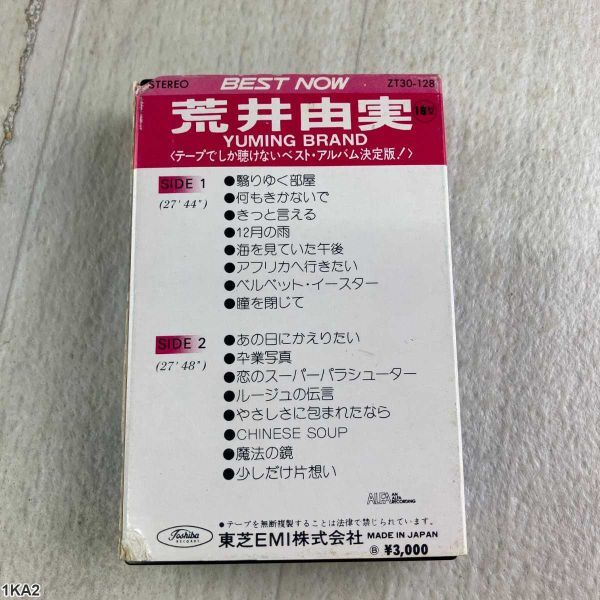 STEREO BEST NOW ZT30-128
荒井由実
YUMING BRAND
〈テープでしか聴けないベスト・アルバム決定版!〉
SIDE 1
(27'44")
●翳りゆく部屋
●何もきかないで
●きっと言える
●12月の雨
●海を見ていた午後
●アフリカへ行きたい
●ベルベット・イースター
●瞳を閉じて
SIDE 2
(27'48")
●あの日にかえりたい
●卒業写真
●恋のスーパーパラシューター
●ルージュの伝言
●やさしさに包まれたなら
●CHINESE SOUP
●魔法の鏡
●少しだけ片想い
ALFA AN ALFA RECORDING
●テープを無断複製することは法律で禁じられています。
Toshiba RECORDS 東芝EMI株式会社 MADE IN JAPAN
Ⓑ ¥3,000
1KA2